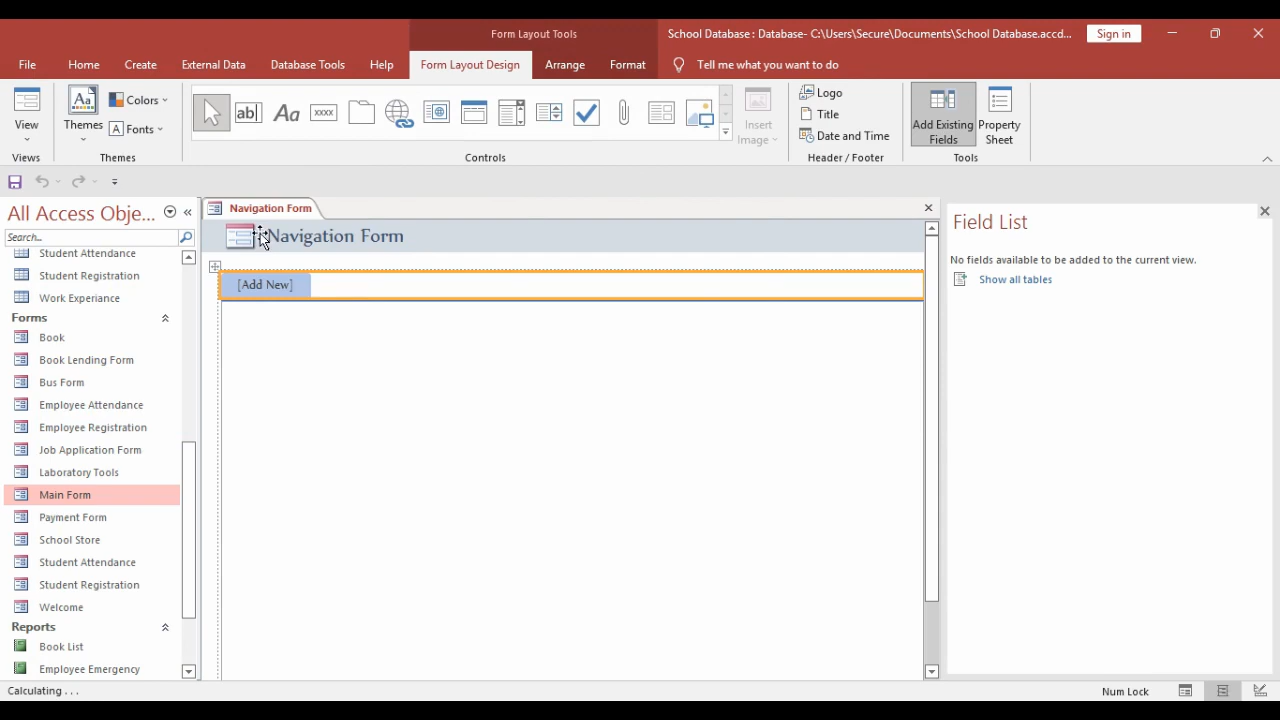 Form Layout Tools
School Database : Database- C:\Users\Secure\Documents\School Database.accd...
Sign in
File
Home
Create
External Data
Database Tools
Help
Form Layout Design
Arrange
Format
Tell me what you want to do
View
Views
Themes
Colors
Fonts
Themes
ab|
Aa
xxxx
Controls
Insert
Image
Logo
Title
Date and Time
Header / Footer
Add Existing
Fields
Property
Sheet
Tools
All Access Obje...
Search...
Student Attendance
Student Registration
Work Experiance
Forms
Book
Book Lending Form
Bus Form
Employee Attendance
Employee Registration
Job Application Form
Laboratory Tools
Main Form
Payment Form
School Store
Student Attendance
Student Registration
Welcome
Reports
Book List
Employee Emergency
Navigation Form
Navigation Form
[Add New]
Field List
No fields available to be added to the current view.
Show all tables
Calculating . . .
Num Lock